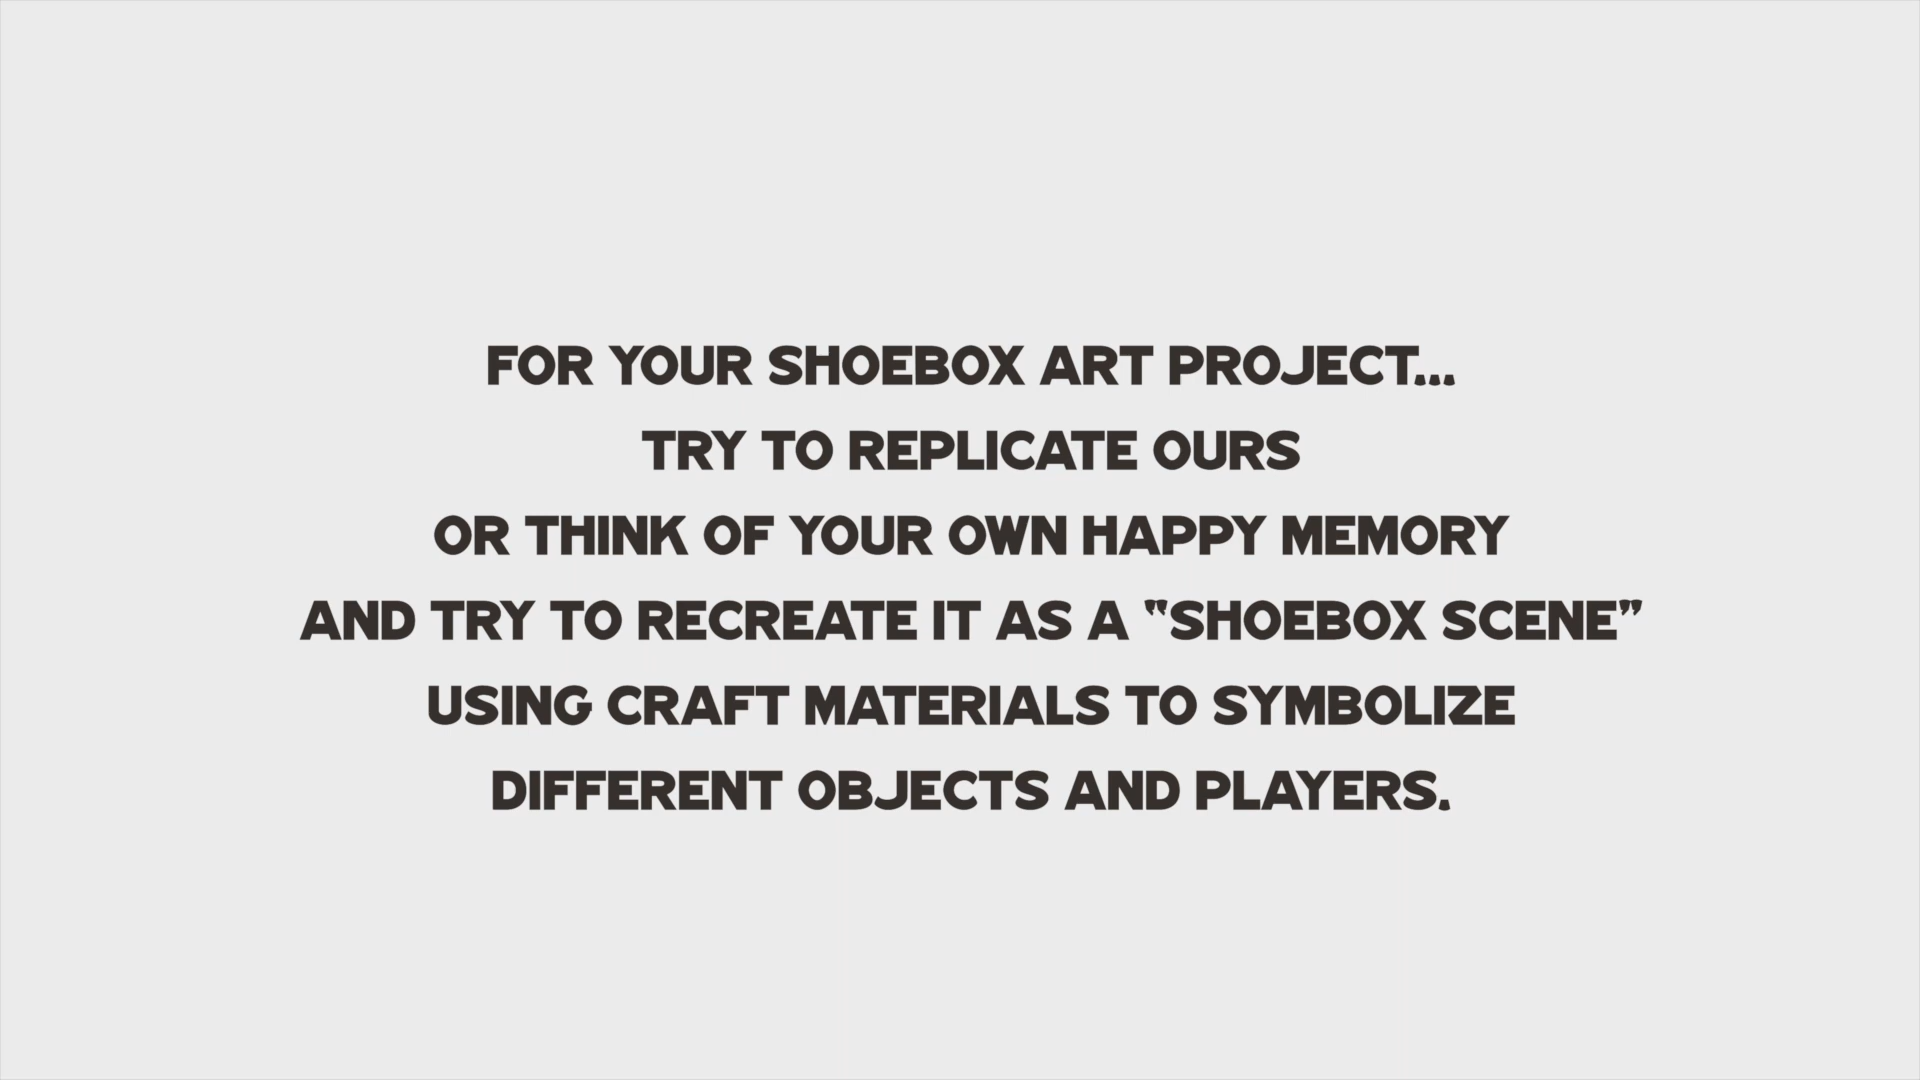 FOR YOUR SHOEBOX ART PROJECT...
TRY TO REPLICATE OURS
OR THINK OF YOUR OWN HAPPY MEMORY
AND TRY TO RECREATE IT AS A "SHOEBOX SCENE"
USING CRAFT MATERIALS TO SYMBOLIZE
DIFFERENT OBJECTS AND PLAYERS.